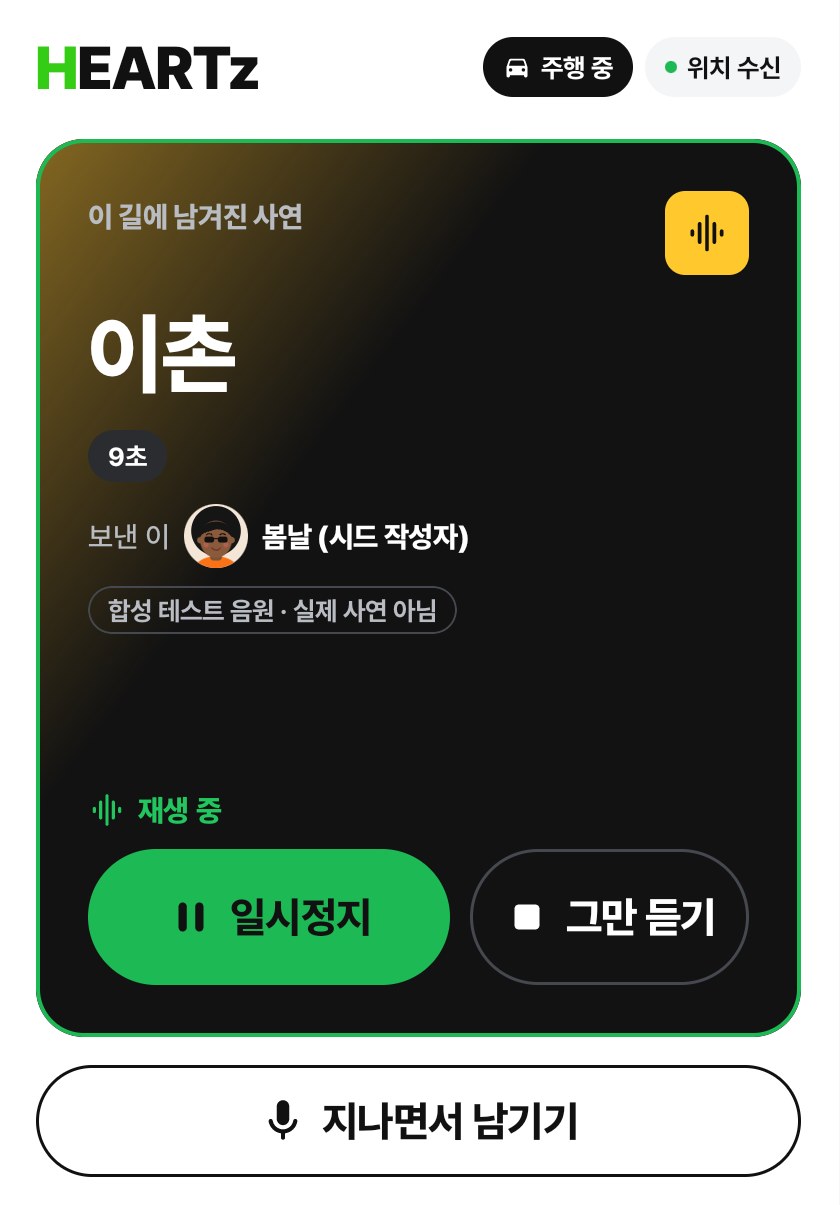 HEARTz
주행 중
위치 수신
이 길에 남겨진 사연
이촌
9초
보낸 이 봄날 (시드 작성자)
합성 테스트 음원 · 실제 사연 아님
재생 중
일시정지
그만 듣기
지나면서 남기기